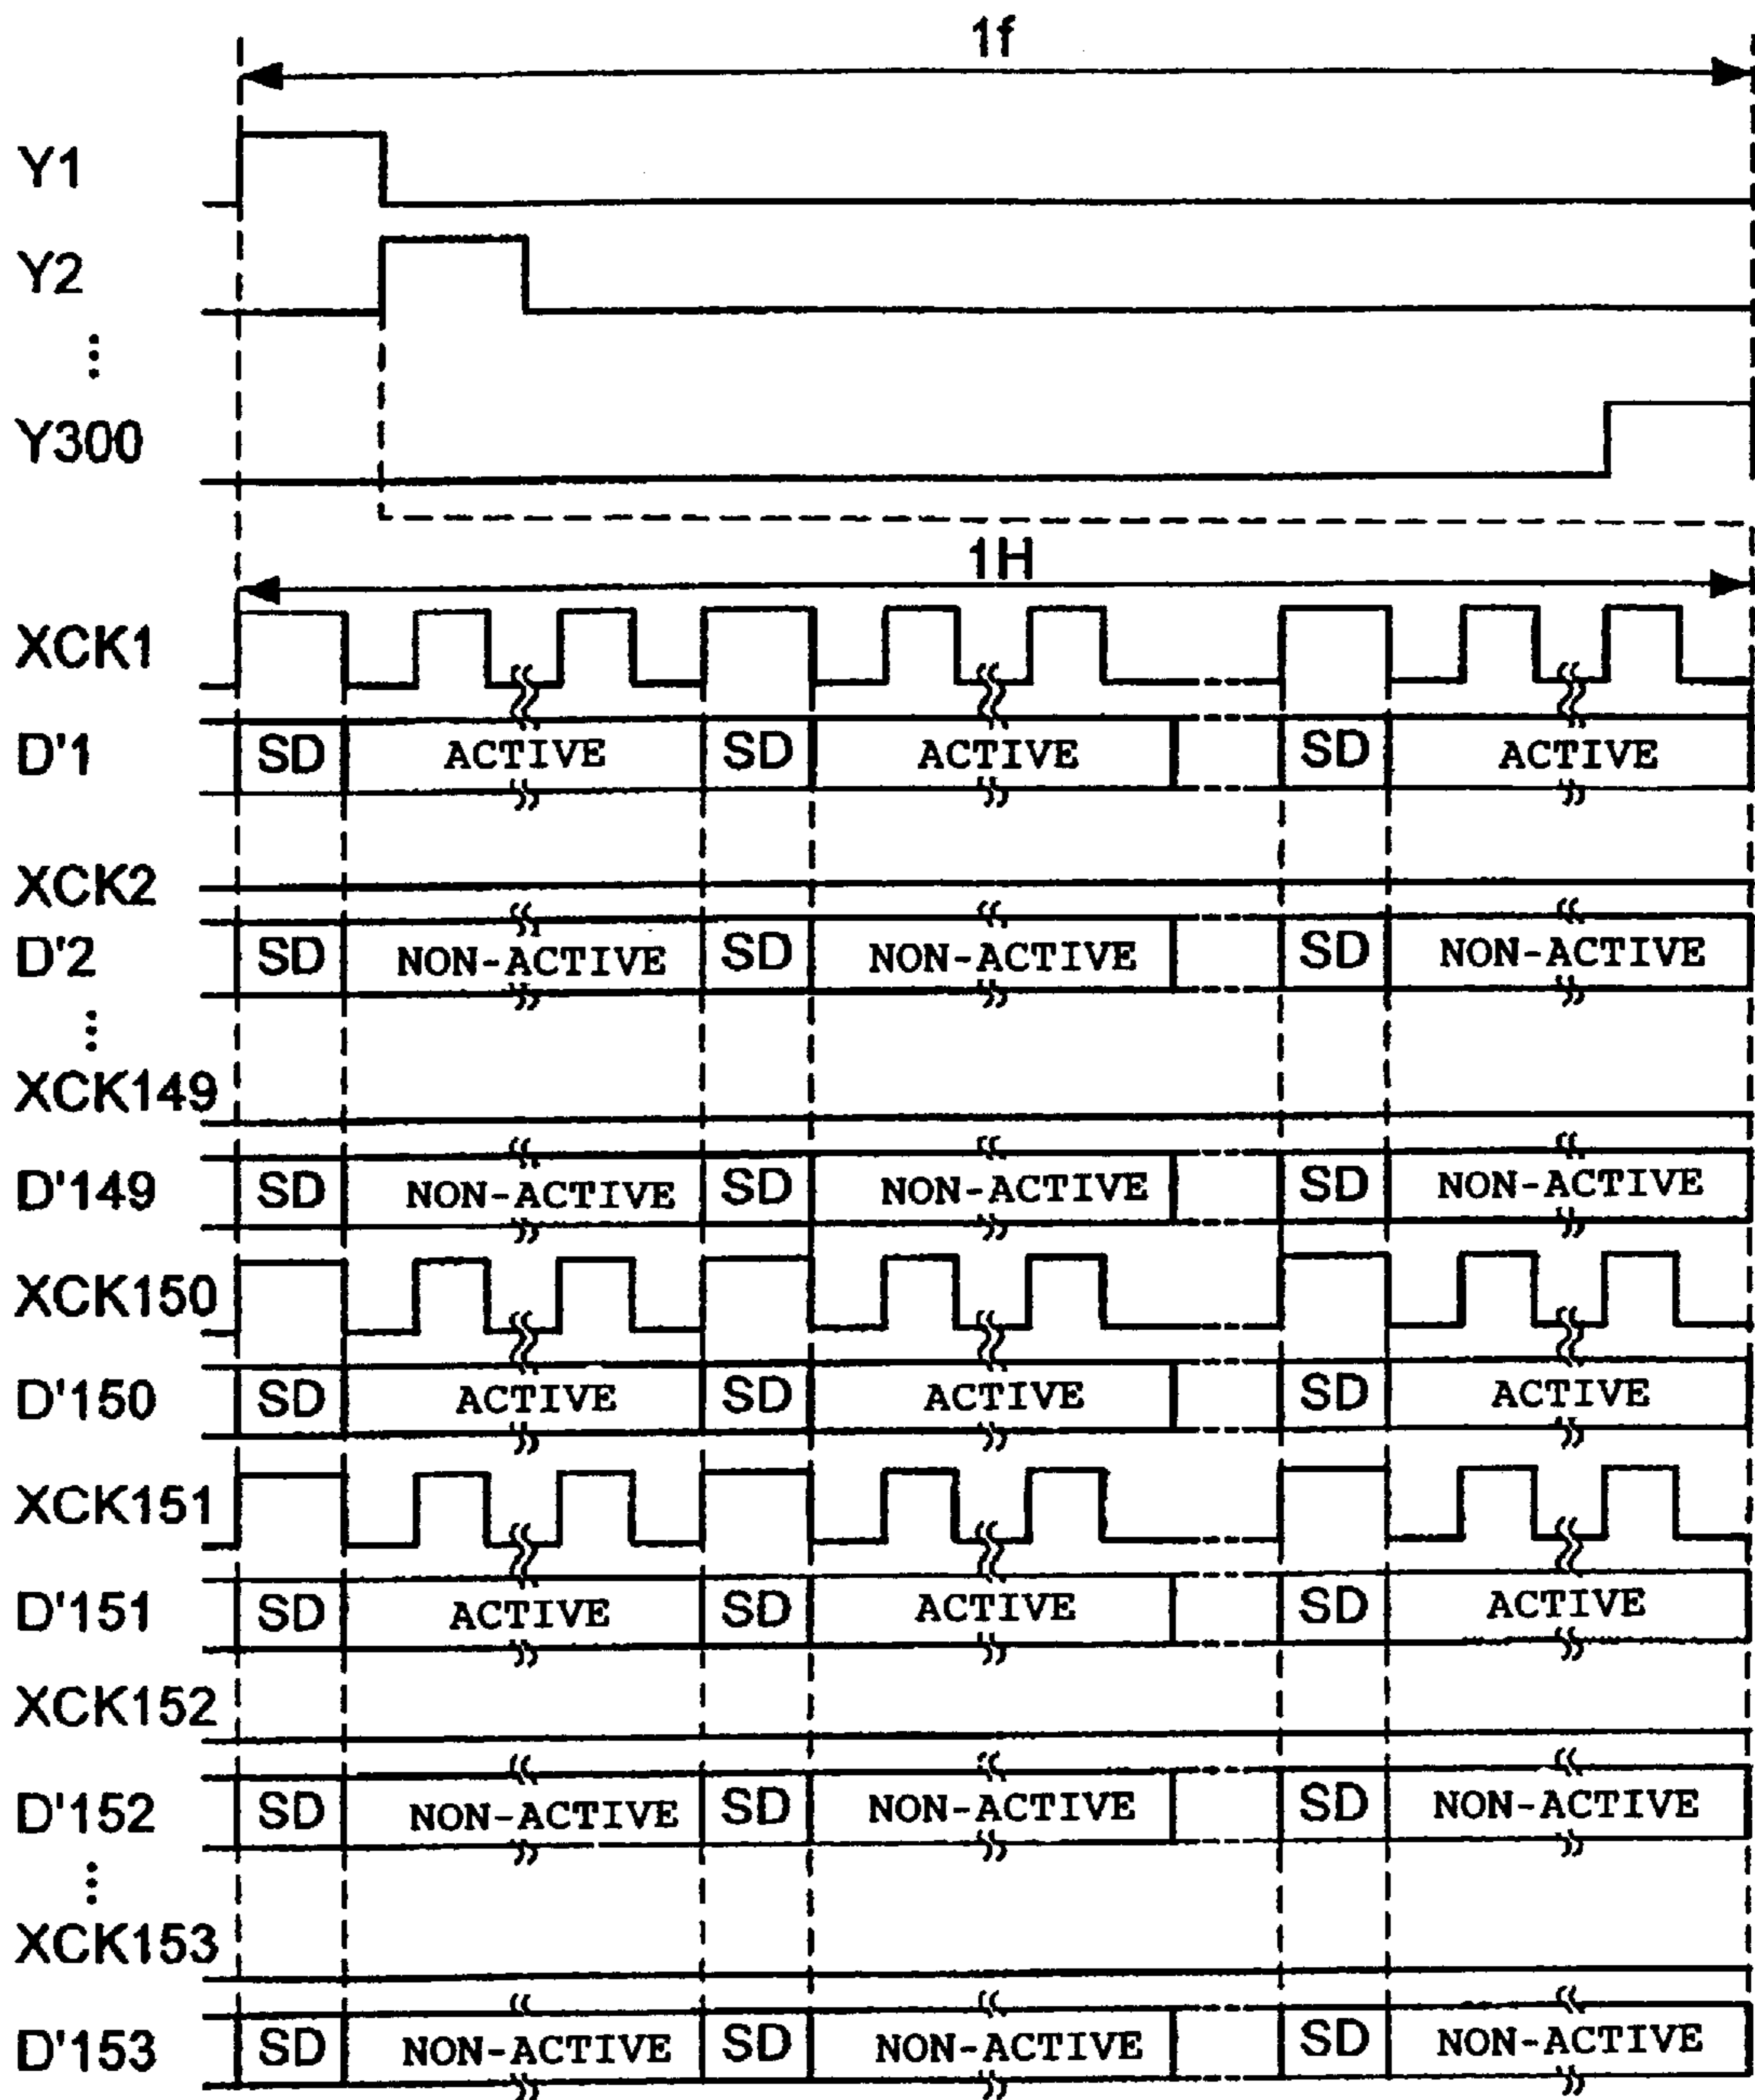 1f
Y1
Y2
⋮
Y300
1H
XCK1
D'1 SD ACTIVE SD ACTIVE SD ACTIVE
XCK2
D'2 SD NON-ACTIVE SD NON-ACTIVE SD NON-ACTIVE
⋮
XCK149
D'149 SD NON-ACTIVE SD NON-ACTIVE SD NON-ACTIVE
XCK150
D'150 SD ACTIVE SD ACTIVE SD ACTIVE
XCK151
D'151 SD ACTIVE SD ACTIVE SD ACTIVE
XCK152
D'152 SD NON-ACTIVE SD NON-ACTIVE SD NON-ACTIVE
⋮
XCK153
D'153 SD NON-ACTIVE SD NON-ACTIVE SD NON-ACTIVE